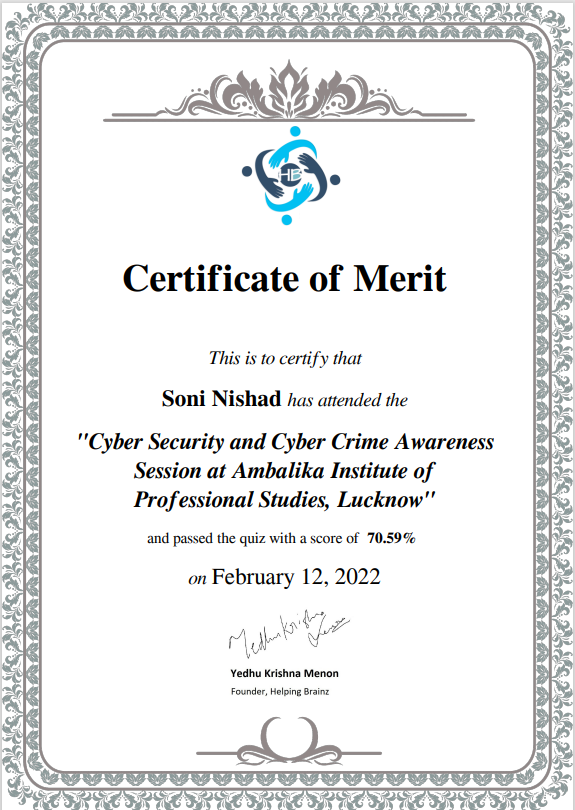 HB
Certificate of Merit
This is to certify that
Soni Nishad has attended the
"Cyber Security and Cyber Crime Awareness
Session at Ambalika Institute of
Professional Studies, Lucknow"
and passed the quiz with a score of 70.59%
on February 12, 2022
Yedhu Krishna
Menon
Yedhu Krishna Menon
Founder, Helping Brainz